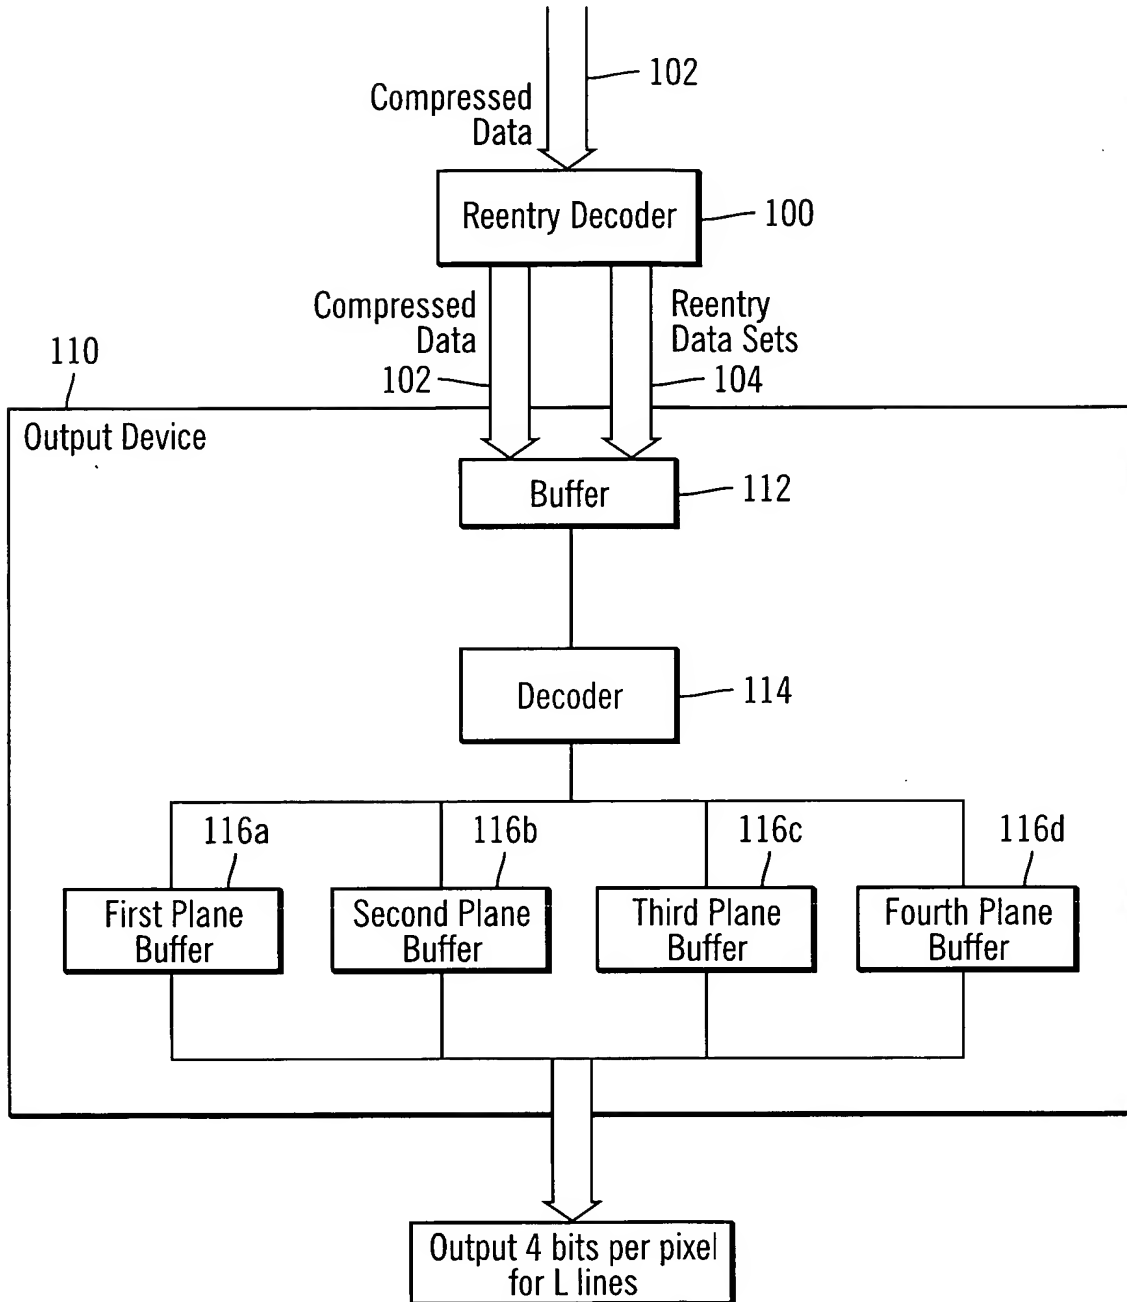 102
Compressed
Data
Reentry Decoder
100
Compressed
Data
102
Reentry
Data Sets
104
110
Output Device
Buffer
112
Decoder
114
116a
116b
116c
116d
First Plane
Buffer
Second Plane
Buffer
Third Plane
Buffer
Fourth Plane
Buffer
Output 4 bits per pixel
for L lines